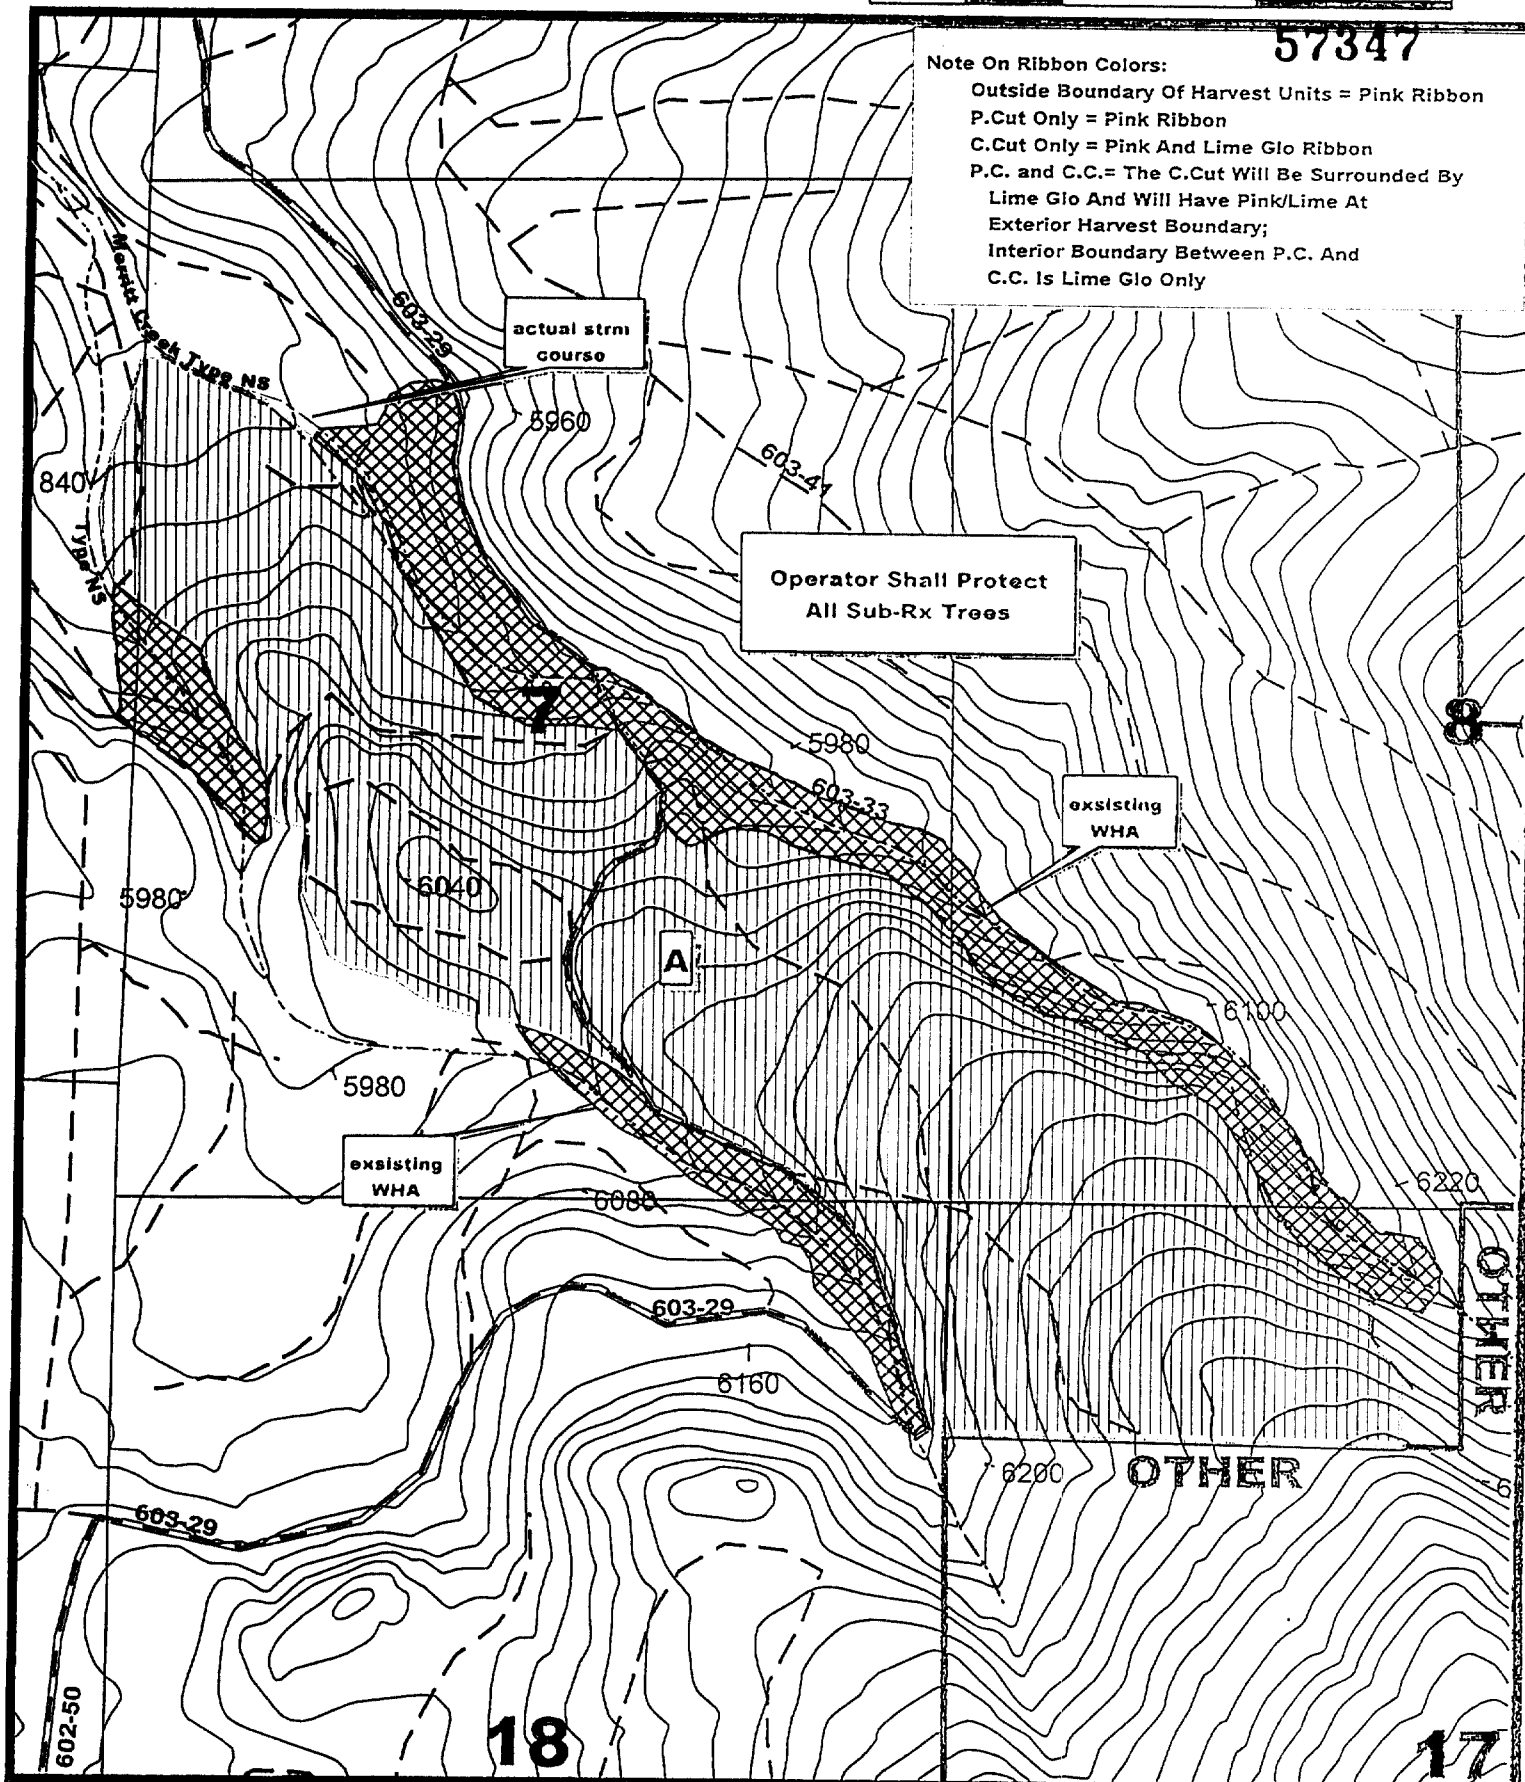 57347
Note On Ribbon Colors:
Outside Boundary Of Harvest Units = Pink Ribbon
P.Cut Only = Pink Ribbon
C.Cut Only = Pink And Lime Glo Ribbon
P.C. and C.C.= The C.Cut Will Be Surrounded By
Lime Glo And Will Have Pink/Lime At
Exterior Harvest Boundary;
Interior Boundary Between P.C. And
C.C. Is Lime Glo Only
Merritt Creek Type NS
603-29
actual strm
course
5960
603-41
840
Type NS
Operator Shall Protect
All Sub-Rx Trees
7
8
5980
603-33
exsisting
WHA
6040
5980
A
6100
5980
exsisting
WHA
6080
6220
OTHER
603-29
6160
6200
OTHER
6
603-29
602-50
18
17